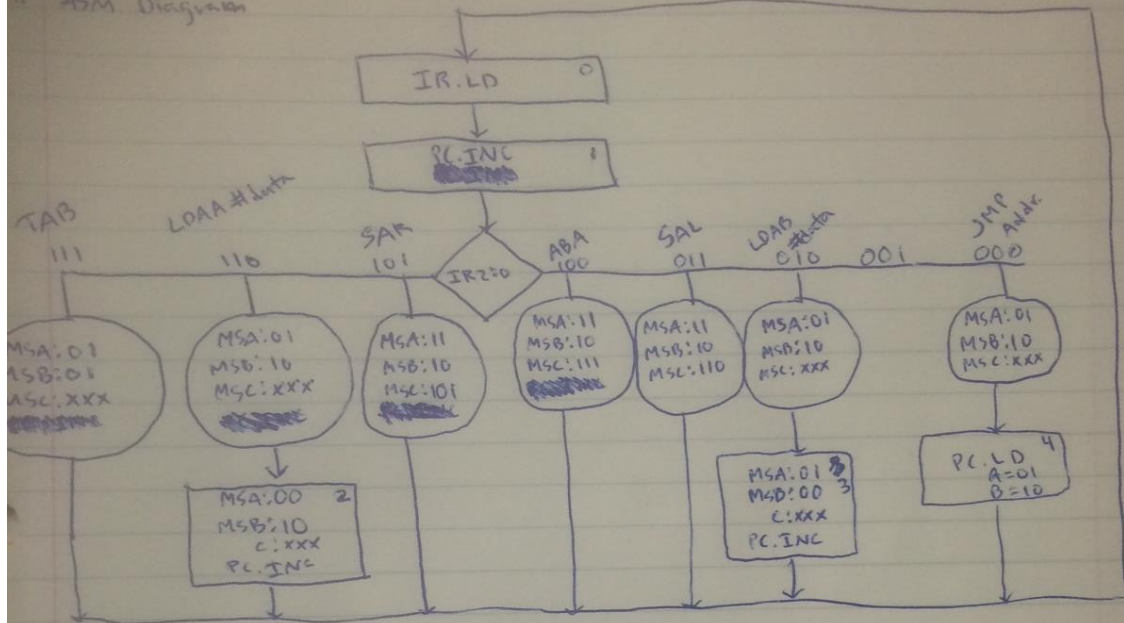 ASM Diagram
IR.LD 0
PC.INC 1
TAB
111
LDAA #data
110
SAR
101
IR2:0
ABA
100
SAL
011
LDAB
#data
010
001
JMP
Addr.
000
MSA:01
MSB:01
MSC:XXX
MSA:01
MSB:10
MSC:XXX
MSA:11
MSB:10
MSC:101
MSA:11
MSB:10
MSC:111
MSA:11
MSB:10
MSC:110
MSA:01
MSB:10
MSC:XXX
MSA:01
MSB:10
MSC:XXX
MSA:00 2
MSB:10
C:XXX
PC.INC
MSA:01
MSB:00 3
C:XXX
PC.INC
PC.LD 4
A=01
B=10